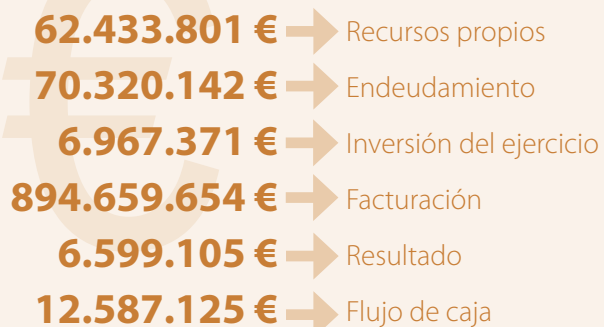 62.433.801 € Recursos propios
70.320.142 € Endeudamiento
6.967.371 € Inversión del ejercicio
894.659.654 € Facturación
6.599.105 € Resultado
12.587.125 € Flujo de caja